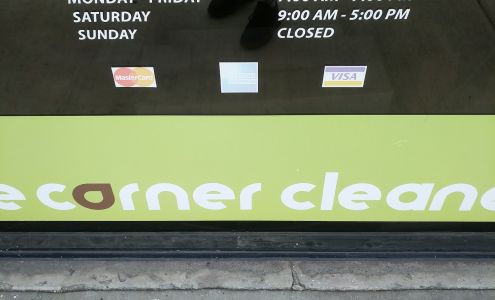 SATURDAY 9:00 AM - 5:00 PM
SUNDAY CLOSED
MasterCard VISA
e corner cleane